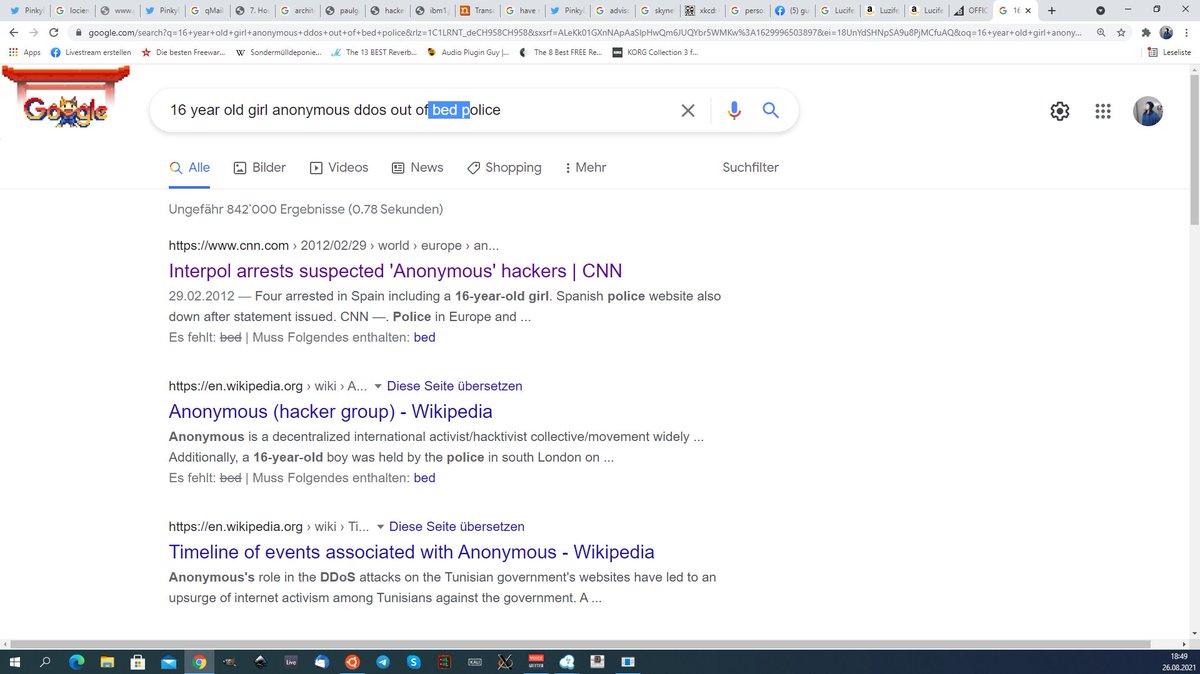 Pinky
locien
www.
Pinky
qMail
7. Ho
archit
paulg
hacke
ibm1.
Trans
have
Pinky
advis
skyne
xkcd:
perso
(5) gu
Lucife
Luzife
Lucife
OFFIC
16
google.com/search?q=16+year+old+girl+anonymous+ddos+out+of+bed+police&rlz=1C1LRNT_deCH958CH958&sxsrf=ALeKk01GXnNApAaSlpHwQm6JUQYbr5WMKw%3A1629996503897&ei=18UnYdSHNpSA9u8PjMCfuAQ&oq=16+year+old+girl+anony...
Apps
Livestream erstellen
Die besten Freewar...
Sondermülldeponie...
The 13 BEST Reverb...
Audio Plugin Guy |...
The 8 Best FREE Re...
KORG Collection 3 f...
Leseliste
Google
16 year old girl anonymous ddos out of bed police
Alle
Bilder
Videos
News
Shopping
Mehr
Suchfilter
Ungefähr 842'000 Ergebnisse (0.78 Sekunden)
https://www.cnn.com › 2012/02/29 › world › europe › an...
Interpol arrests suspected 'Anonymous' hackers | CNN
29.02.2012 — Four arrested in Spain including a 16-year-old girl. Spanish police website also
down after statement issued. CNN —. Police in Europe and ...
Es fehlt: bed | Muss Folgendes enthalten: bed
https://en.wikipedia.org › wiki › A... Diese Seite übersetzen
Anonymous (hacker group) - Wikipedia
Anonymous is a decentralized international activist/hacktivist collective/movement widely ...
Additionally, a 16-year-old boy was held by the police in south London on ...
Es fehlt: bed | Muss Folgendes enthalten: bed
https://en.wikipedia.org › wiki › Ti... Diese Seite übersetzen
Timeline of events associated with Anonymous - Wikipedia
Anonymous's role in the DDoS attacks on the Tunisian government's websites have led to an
upsurge of internet activism among Tunisians against the government. A ...
Live
KALI
18:49
26.08.2021